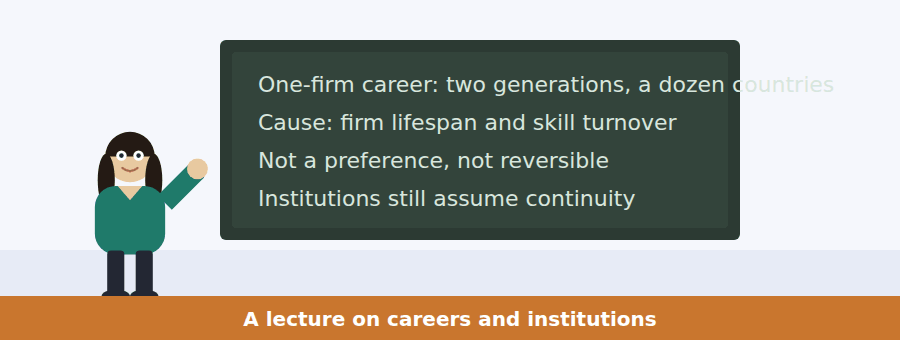 One-firm career: two generations, a dozen countries
Cause: firm lifespan and skill turnover
Not a preference, not reversible
Institutions still assume continuity
A lecture on careers and institutions